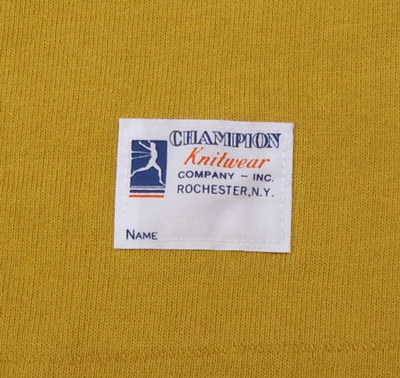 CHAMPION
Knitwear
COMPANY - INC.
ROCHESTER, N.Y.
NAME